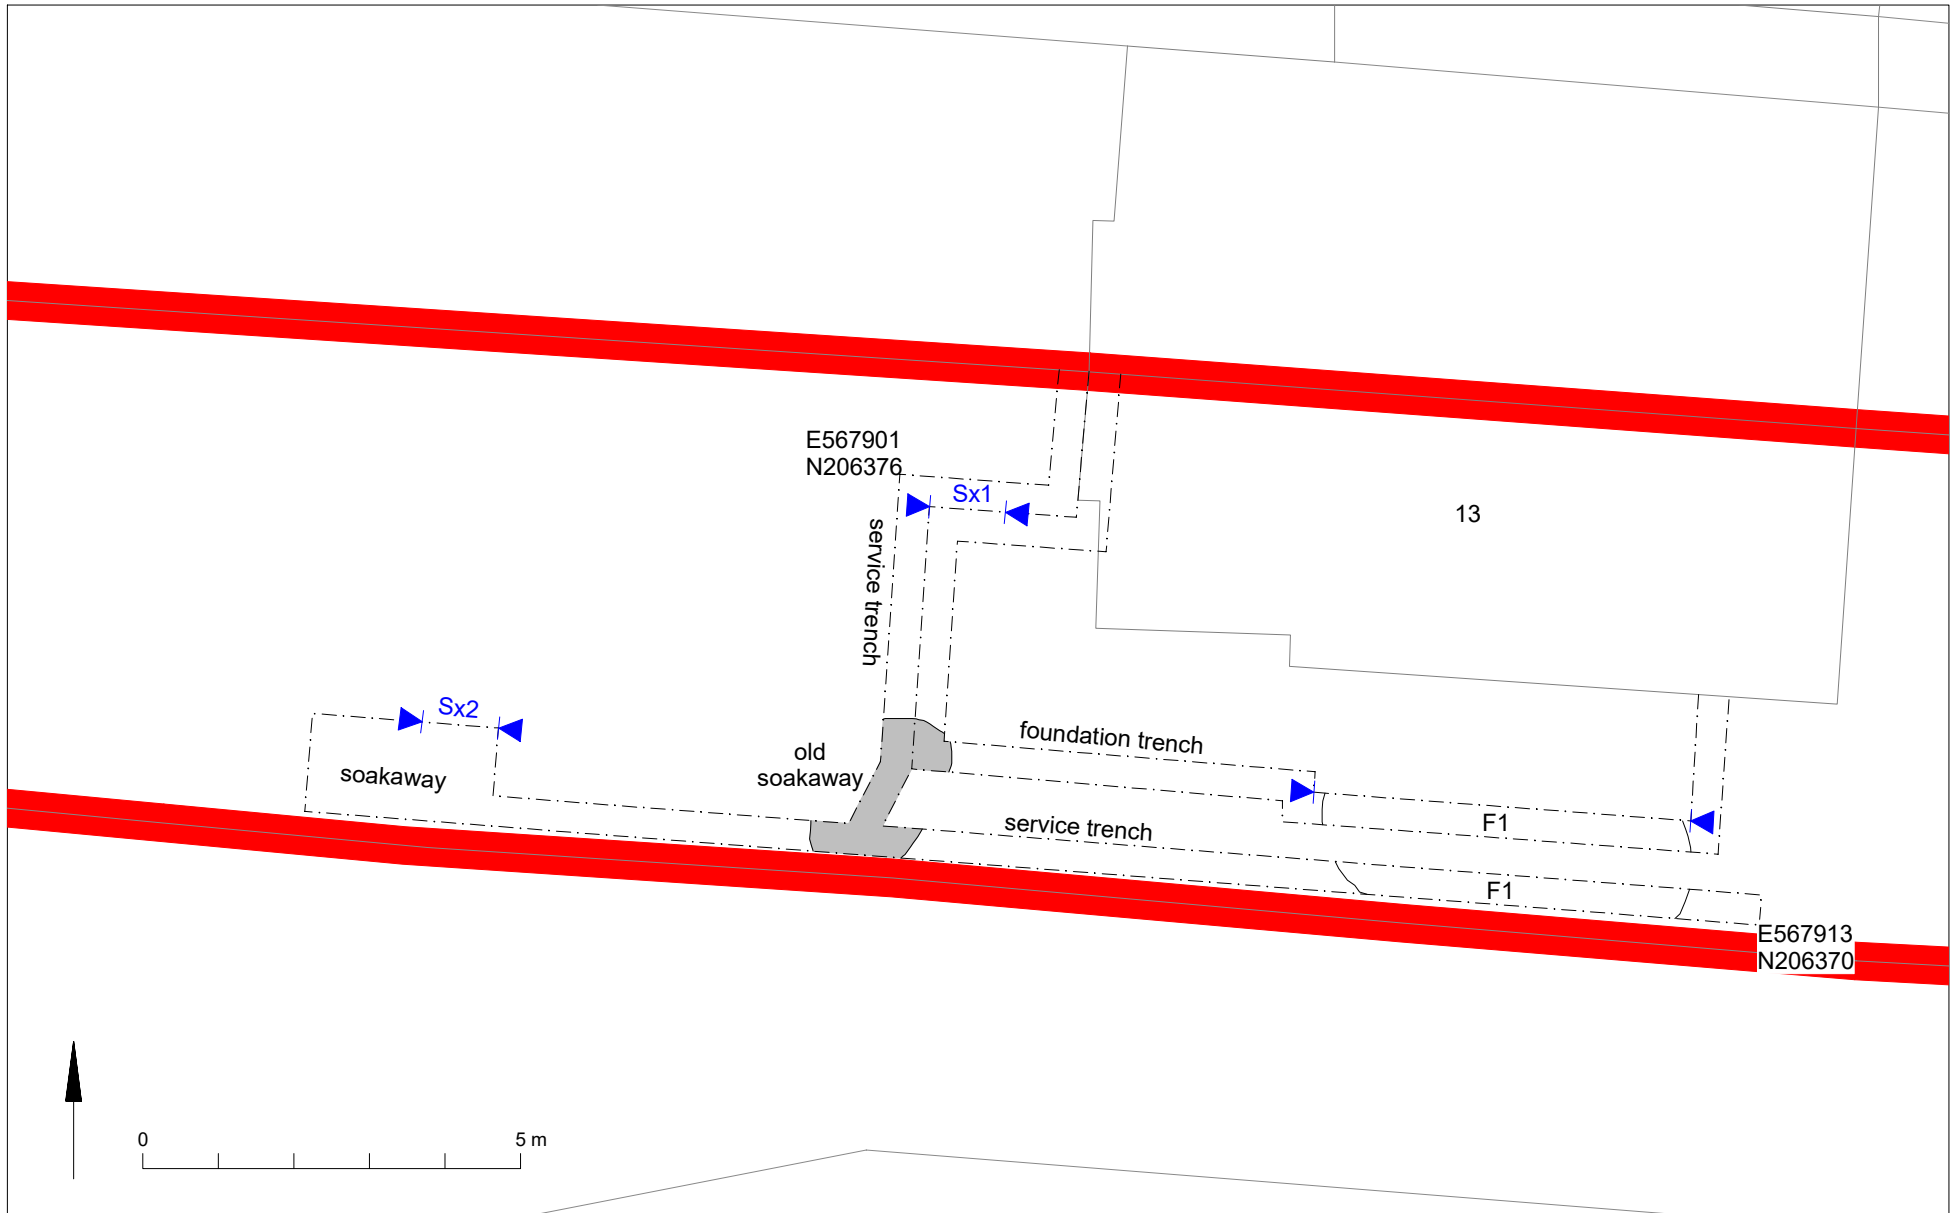 E567901
N206376
Sx1
13
service trench
Sx2
foundation trench
old
soakaway
soakaway
F1
service trench
F1
E567913
N206370
0
5 m